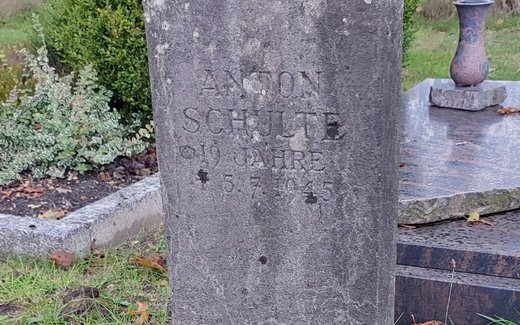 ANTON
SCHULTE
19 JAHRE
5.7.1945